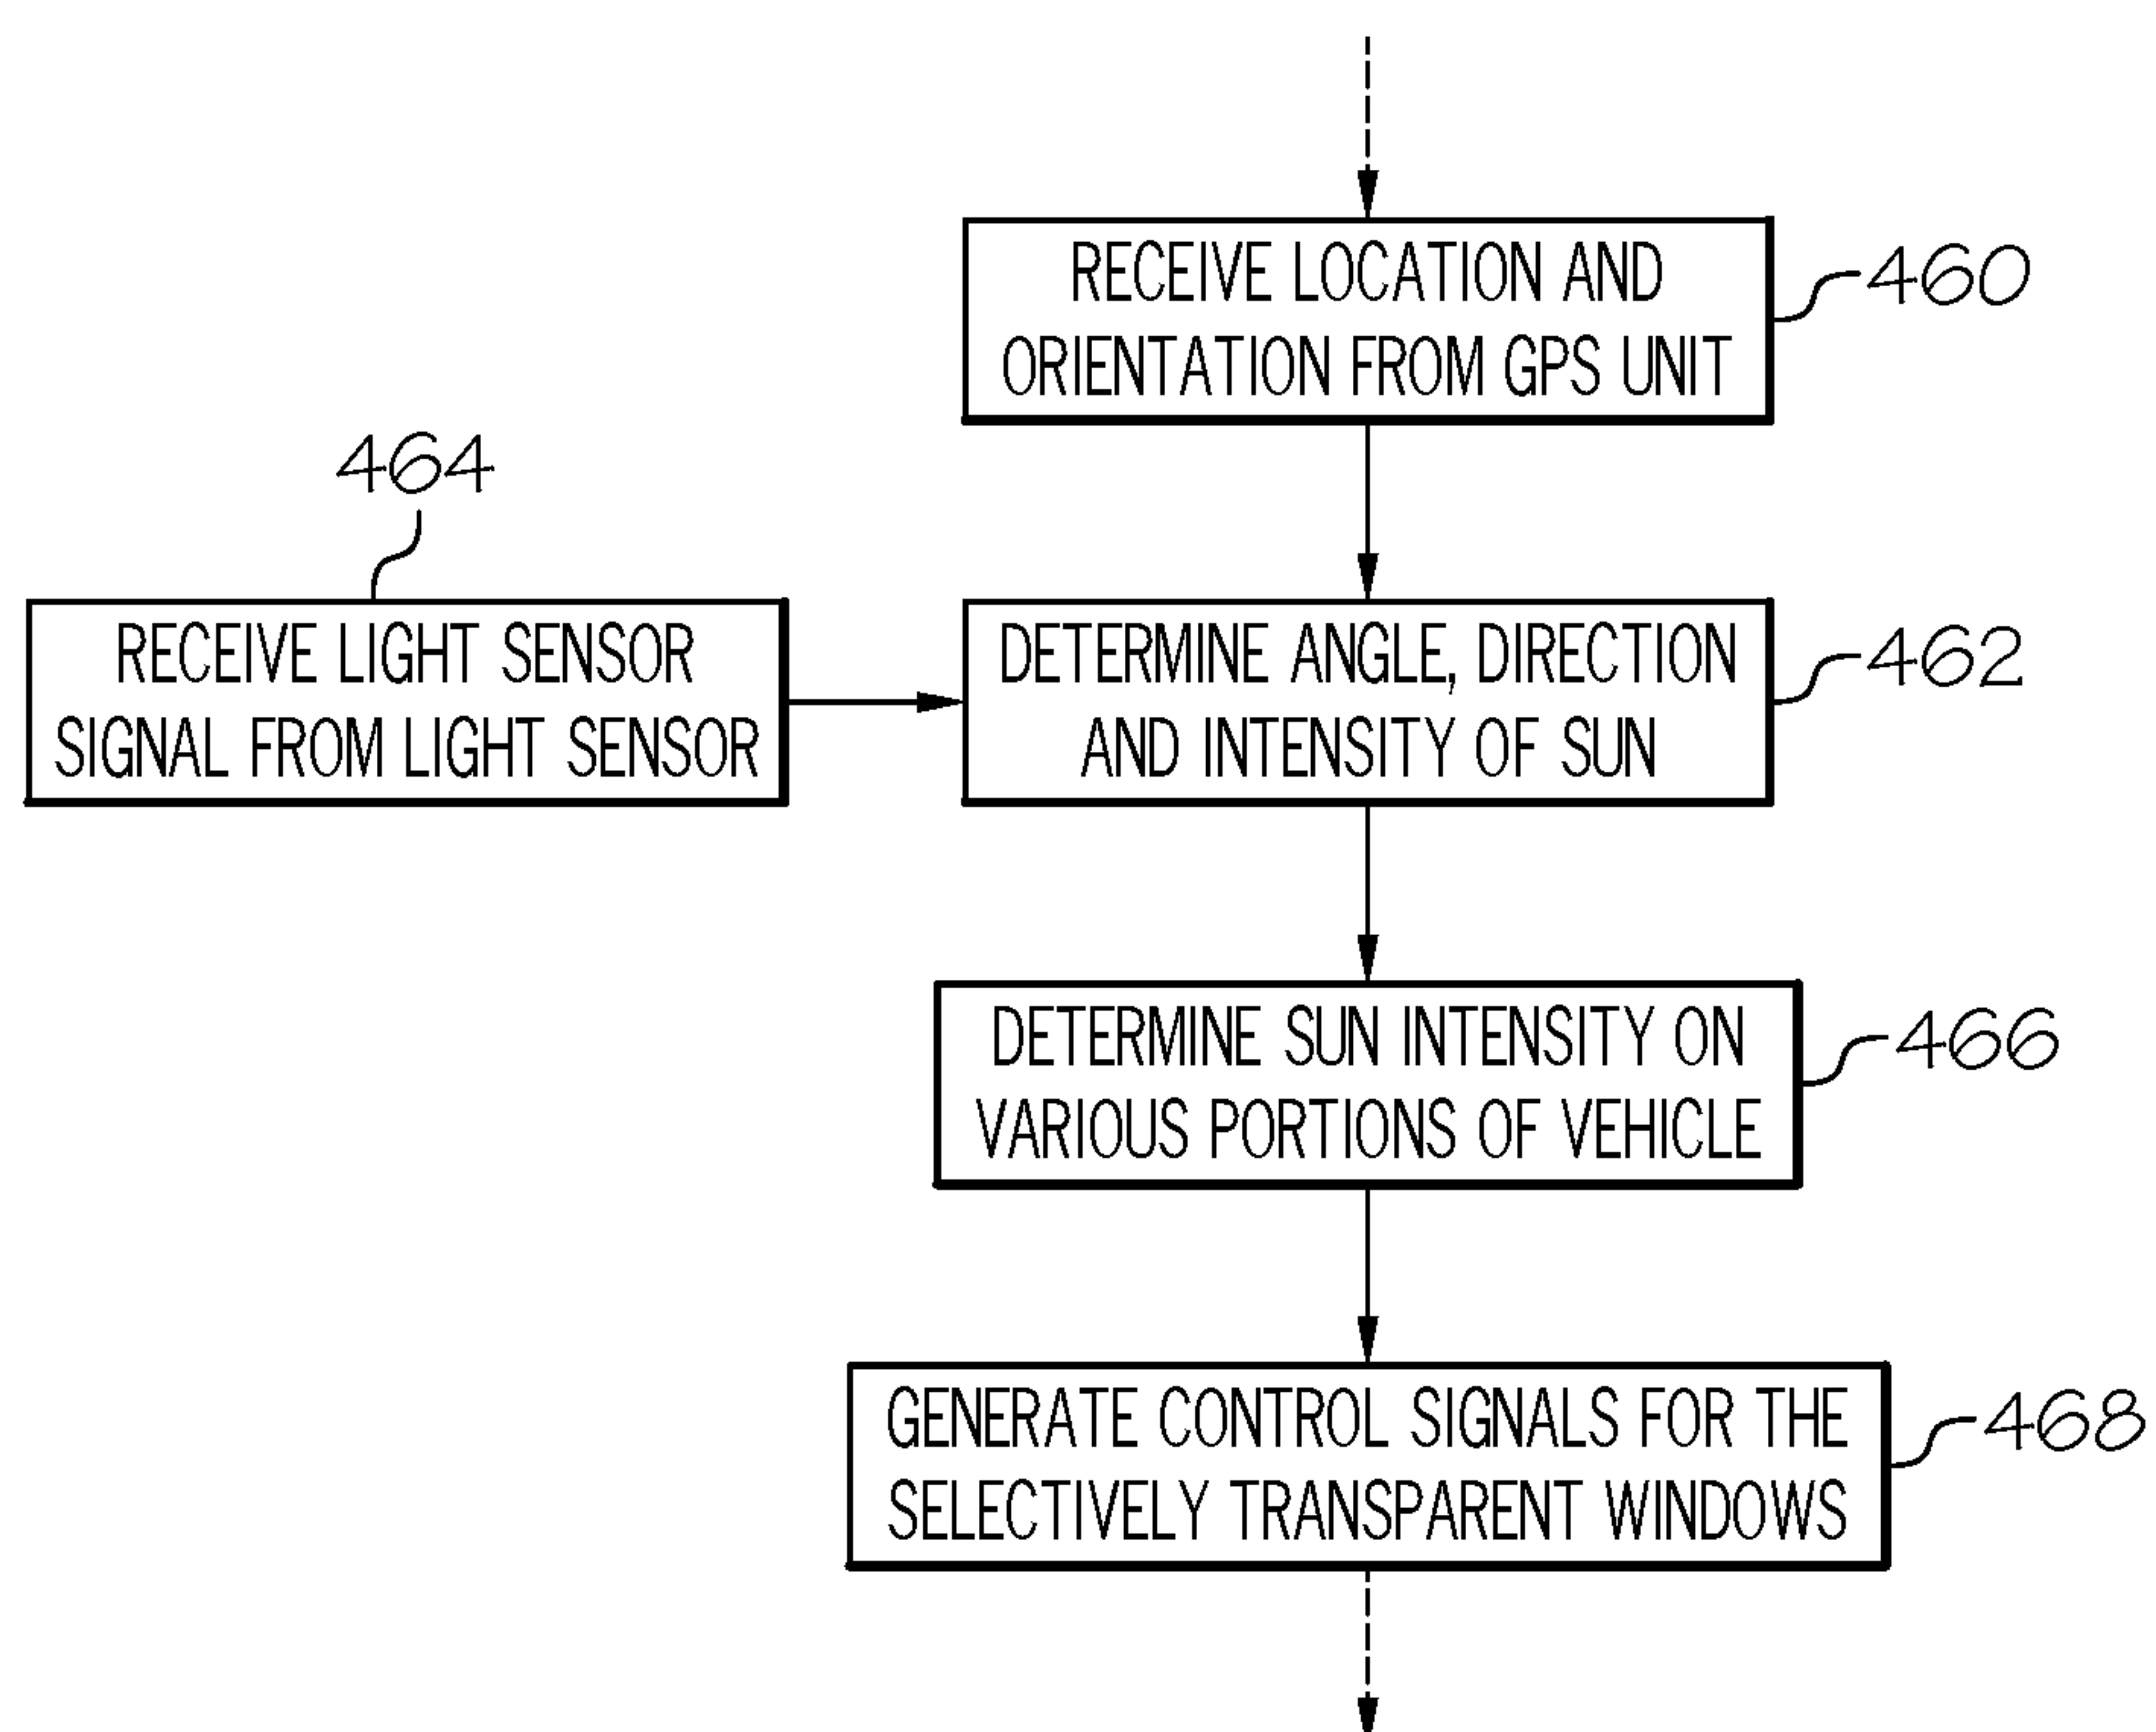 RECEIVE LOCATION AND
ORIENTATION FROM GPS UNIT
460
464
RECEIVE LIGHT SENSOR
SIGNAL FROM LIGHT SENSOR
DETERMINE ANGLE, DIRECTION
AND INTENSITY OF SUN
462
DETERMINE SUN INTENSITY ON
VARIOUS PORTIONS OF VEHICLE
466
GENERATE CONTROL SIGNALS FOR THE
SELECTIVELY TRANSPARENT WINDOWS
468